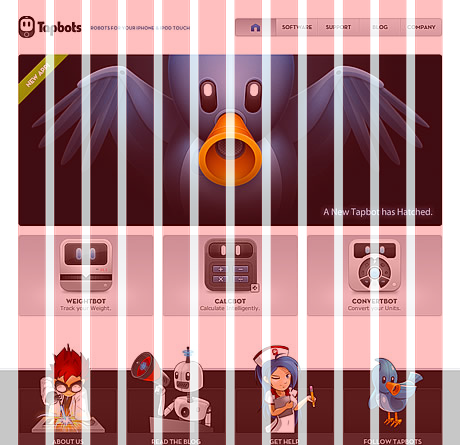 Tapbots
ROBOTS FOR YOUR IPHONE & IPOD TOUCH
SOFTWARE SUPPORT BLOG COMPANY
NEW APP!
A New Tapbot has Hatched.
WEIGHTBOT
Track your Weight.
CALCBOT
Calculate Intelligently.
CONVERTBOT
Convert your Units.
ABOUT US
READ THE BLOG
GET HELP
FOLLOW TAPBOTS